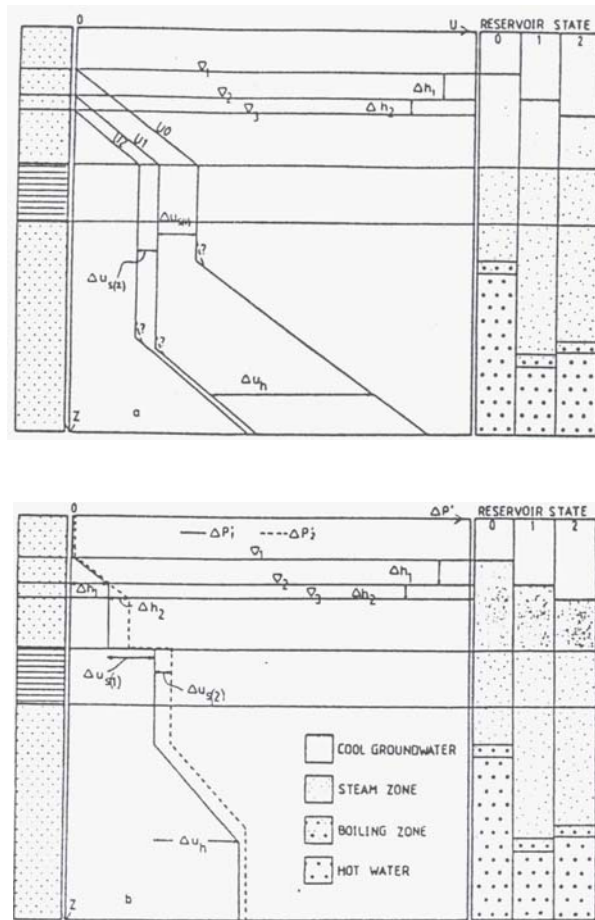 0
U
RESERVOIR STATE
0 1 2
▽1
▽2
▽3
Δh1
Δh2
U0
U1
U2
Δus(1)
Δus(2)
?
? ?
Δuh
Z
a
0
ΔP'
RESERVOIR STATE
0 1 2
ΔP'1
ΔP'2
▽1
▽2
▽3
Δh1
Δh2
Δh1
Δh2
Δus(1)
Δus(2)
COOL GROUNDWATER
STEAM ZONE
BOILING ZONE
HOT WATER
Δuh
Z
b